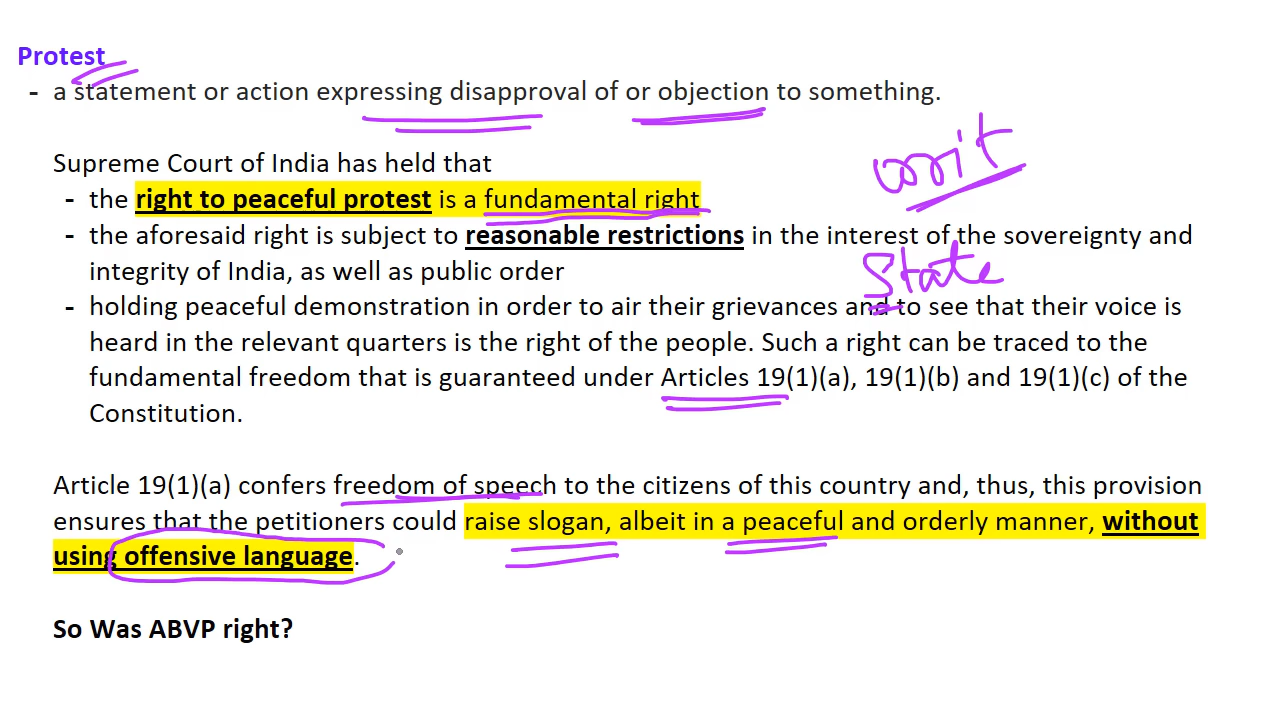 Protest
- a statement or action expressing disapproval of or objection to something.
writ
Supreme Court of India has held that
- the right to peaceful protest is a fundamental right
- the aforesaid right is subject to reasonable restrictions in the interest of the sovereignty and
integrity of India, as well as public order
State
- holding peaceful demonstration in order to air their grievances and to see that their voice is
heard in the relevant quarters is the right of the people. Such a right can be traced to the
fundamental freedom that is guaranteed under Articles 19(1)(a), 19(1)(b) and 19(1)(c) of the
Constitution.
Article 19(1)(a) confers freedom of speech to the citizens of this country and, thus, this provision
ensures that the petitioners could raise slogan, albeit in a peaceful and orderly manner, without
using offensive language.
So Was ABVP right?